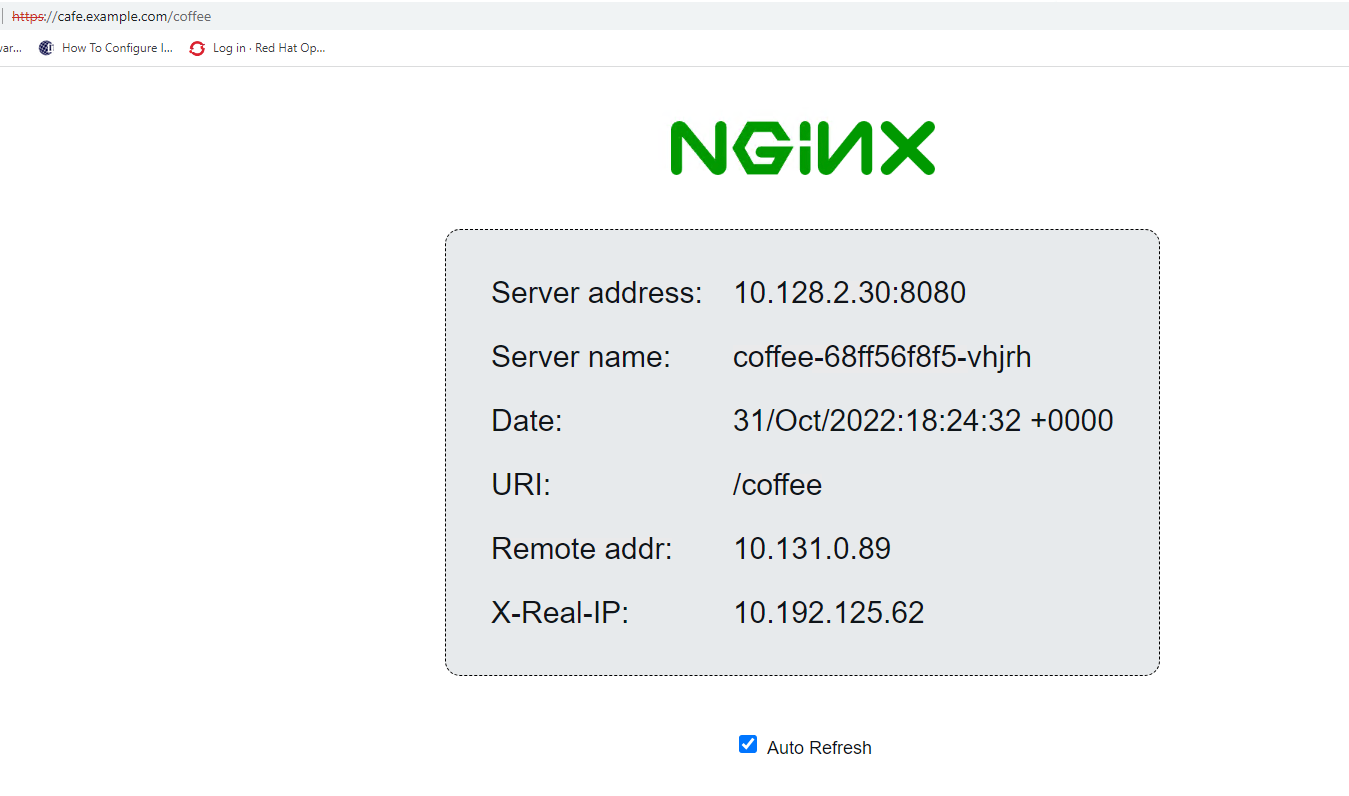 https://cafe.example.com/coffee
var... How To Configure I... Log in · Red Hat Op...
NGINX
Server address: 10.128.2.30:8080
Server name: coffee-68ff56f8f5-vhjrh
Date: 31/Oct/2022:18:24:32 +0000
URI: /coffee
Remote addr: 10.131.0.89
X-Real-IP: 10.192.125.62
Auto Refresh